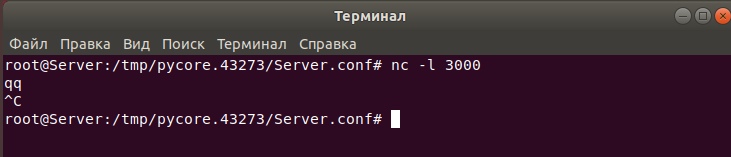 Терминал
Файл Правка Вид Поиск Терминал Справка
root@Server:/tmp/pycore.43273/Server.conf# nc -l 3000
qq
^C
root@Server:/tmp/pycore.43273/Server.conf#